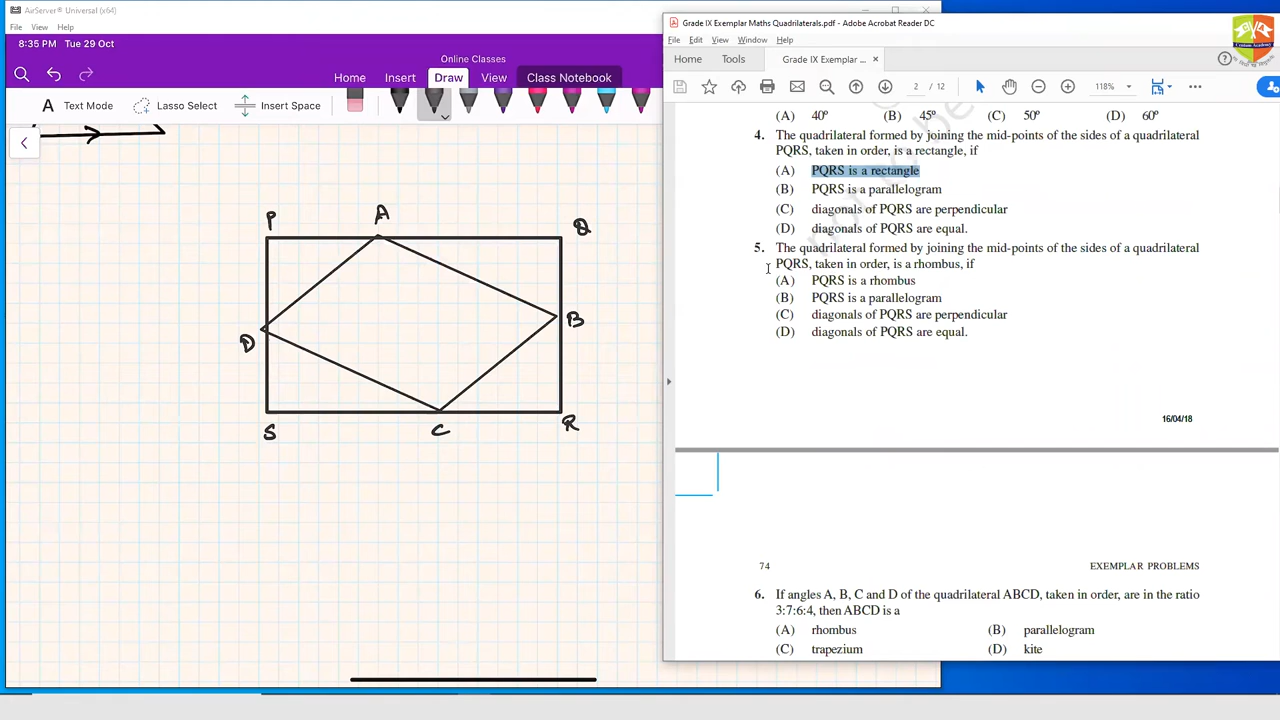 AirServer® Universal (x64)
File View Help
8:35 PM Tue 29 Oct
Online Classes
Home Insert Draw View Class Notebook
A Text Mode Lasso Select Insert Space
P A Q
D B
S C R
Grade IX Exemplar Maths Quadrilaterals.pdf - Adobe Acrobat Reader DC
File Edit View Window Help
Home Tools Grade IX Exemplar ... ×
2 / 12 118%
(A) 40º (B) 45º (C) 50º (D) 60º
4. The quadrilateral formed by joining the mid-points of the sides of a quadrilateral
PQRS, taken in order, is a rectangle, if
(A) PQRS is a rectangle
(B) PQRS is a parallelogram
(C) diagonals of PQRS are perpendicular
(D) diagonals of PQRS are equal.
5. The quadrilateral formed by joining the mid-points of the sides of a quadrilateral
PQRS, taken in order, is a rhombus, if
(A) PQRS is a rhombus
(B) PQRS is a parallelogram
(C) diagonals of PQRS are perpendicular
(D) diagonals of PQRS are equal.
16/04/18
74 EXEMPLAR PROBLEMS
6. If angles A, B, C and D of the quadrilateral ABCD, taken in order, are in the ratio
3:7:6:4, then ABCD is a
(A) rhombus (B) parallelogram
(C) trapezium (D) kite